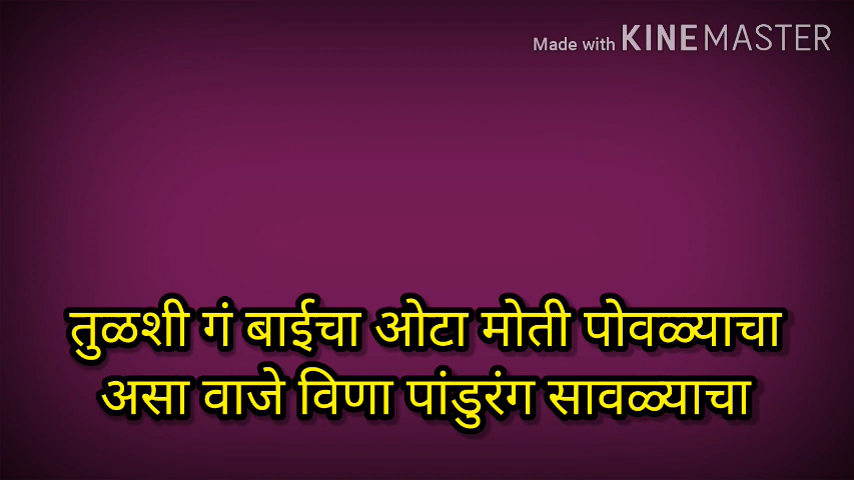 Made with KINEMASTER
तुळशी गं बाईचा ओटा मोती पोवळ्याचा
असा वाजे विणा पांडुरंग सावळ्याचा